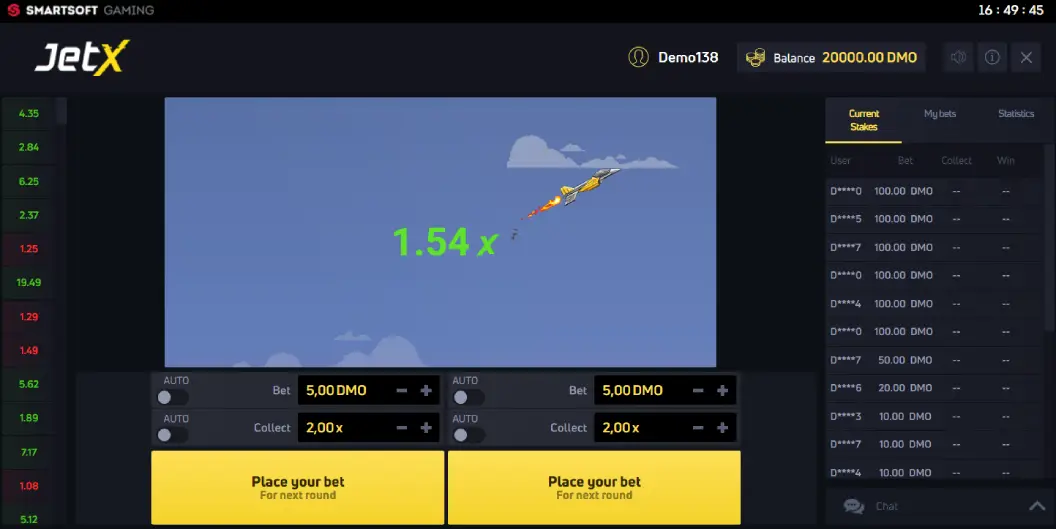 SMARTSOFT GAMING
16 : 49 : 45
JetX
Demo138
Balance 20000.00 DMO
4.35
2.84
6.25
2.37
1.25
19.49
1.29
1.49
5.62
1.89
7.17
1.08
5.12
1.54 x
AUTO
Bet 5,00 DMO
AUTO
Collect 2,00 x
Place your bet
For next round
AUTO
Bet 5,00 DMO
AUTO
Collect 2,00 x
Place your bet
For next round
Current
Stakes
My bets
Statistics
User Bet Collect Win
D****0 100.00 DMO -- --
D****5 100.00 DMO -- --
D****7 100.00 DMO -- --
D****0 100.00 DMO -- --
D****4 100.00 DMO -- --
D****0 100.00 DMO -- --
D****7 50.00 DMO -- --
D****6 20.00 DMO -- --
D****3 10.00 DMO -- --
D****7 10.00 DMO -- --
D****4 10.00 DMO -- --
Chat